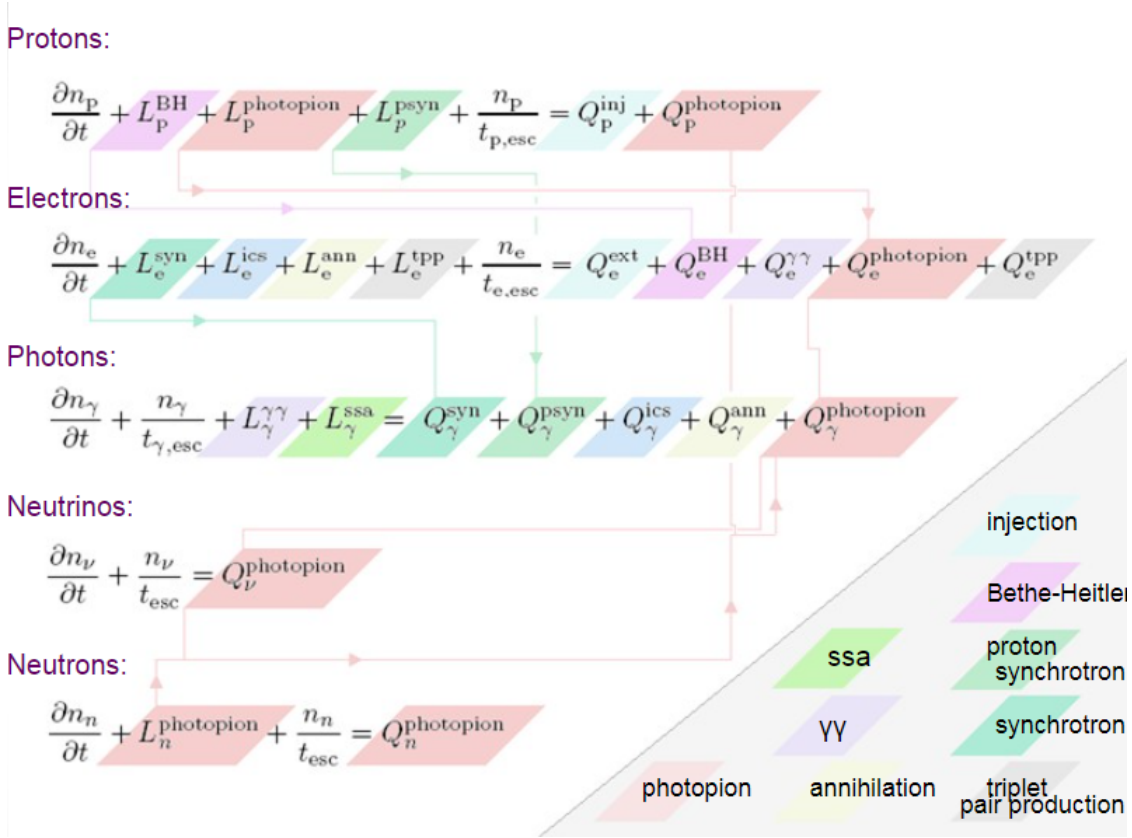 Protons:
∂n_p/∂t + L_p^BH + L_p^photopion + L_p^psyn + n_p/t_p,esc = Q_p^inj + Q_p^photopion
Electrons:
∂n_e/∂t + L_e^syn + L_e^ics + L_e^ann + L_e^tpp + n_e/t_e,esc = Q_e^ext + Q_e^BH + Q_e^γγ + Q_e^photopion + Q_e^tpp
Photons:
∂n_γ/∂t + n_γ/t_γ,esc + L_γ^γγ + L_γ^ssa = Q_γ^syn + Q_γ^psyn + Q_γ^ics + Q_γ^ann + Q_γ^photopion
Neutrinos:
∂n_ν/∂t + n_ν/t_esc = Q_ν^photopion
Neutrons:
∂n_n/∂t + L_n^photopion + n_n/t_esc = Q_n^photopion
injection
Bethe-Heitler
ssa
proton
synchrotron
γγ
synchrotron
photopion
annihilation
triplet
pair production